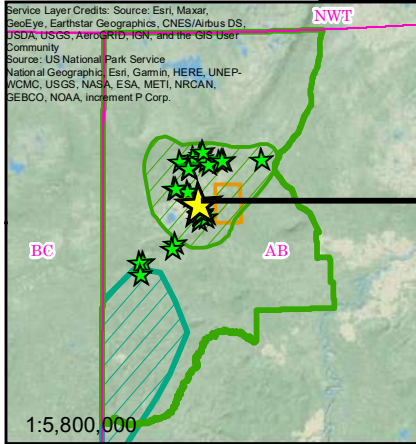 Service Layer Credits: Source: Esri, Maxar,
GeoEye, Earthstar Geographics, CNES/Airbus DS,
USDA, USGS, AeroGRID, IGN, and the GIS User
Community
Source: US National Park Service
National Geographic, Esri, Garmin, HERE, UNEP-
WCMC, USGS, NASA, ESA, METI, NRCAN,
GEBCO, NOAA, increment P Corp.
NWT
BC
AB
1:5,800,000